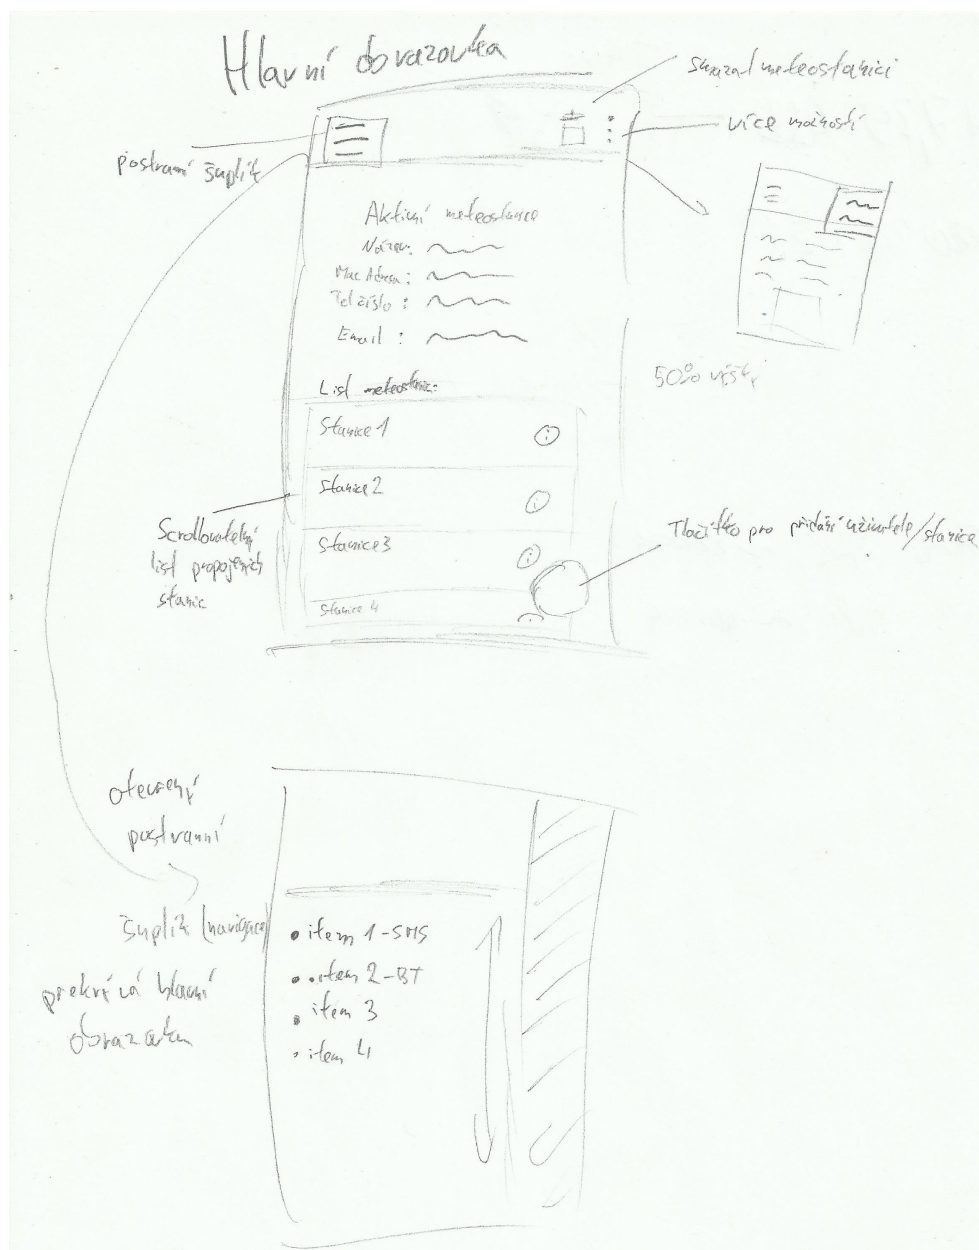 Hlavní obrazovka
smazat meteostanici
více možností
postranní šuplík
Aktivní meteostanice
Název:
Mac Adresa:
Tel číslo:
Email :
50% výšky
List meteostanic:
Stanice 1
Stanice 2
Stanice 3
Stanice 4
Scrollovatelný
list propojených
stanic
Tlačítko pro přidání uživatele/stanice
otevřený
postranní
šuplík (navigace)
prekrývá hlavní
obrazovku
item 1-SMS
item 2-BT
item 3
item 4